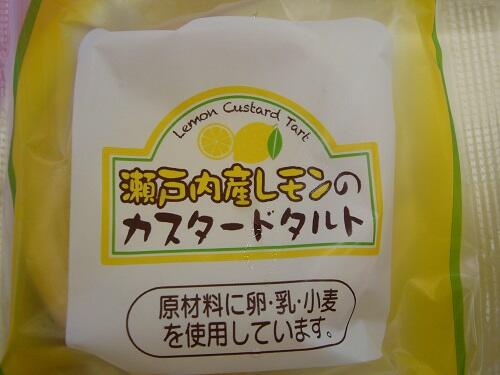 Lemon Custard Tart
瀬戸内産レモンの
カスタードタルト
原材料に卵・乳・小麦
を使用しています。